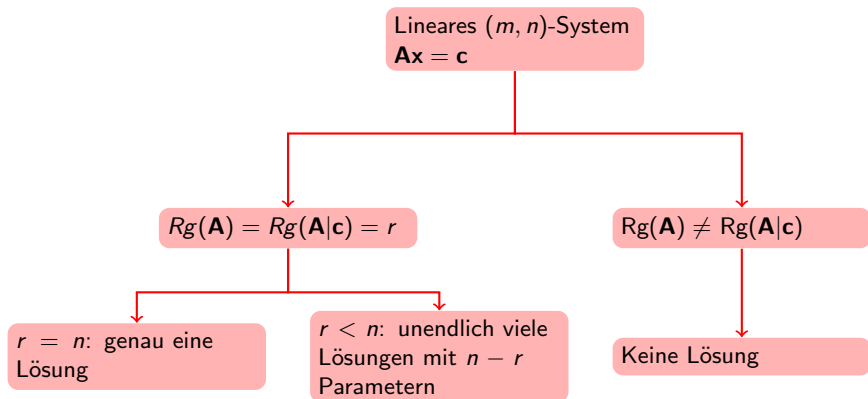 Lineares (m, n)-System
Ax = c
Rg(A) = Rg(A|c) = r
Rg(A) ≠ Rg(A|c)
r = n: genau eine
Lösung
r < n: unendlich viele
Lösungen mit n − r
Parametern
Keine Lösung